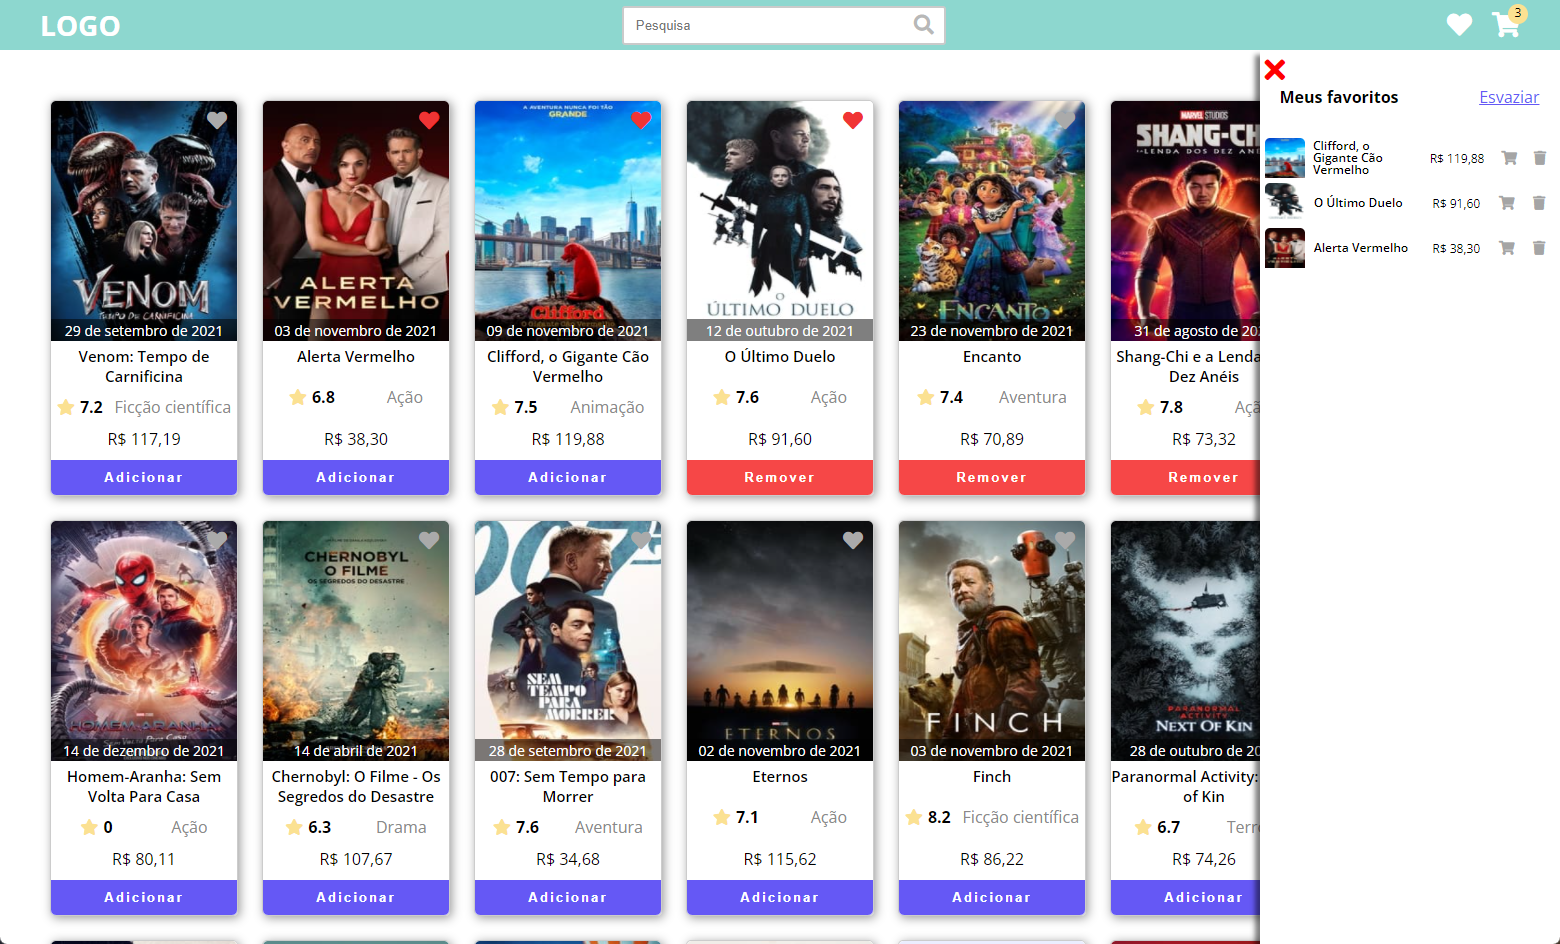 LOGO
Pesquisa
3
Meus favoritos
Esvaziar
Clifford, o
Gigante Cão
Vermelho
R$ 119,88
O Último Duelo
R$ 91,60
Alerta Vermelho
R$ 38,30
VENOM
TEMPO DE CARNIFICINA
29 de setembro de 2021
Venom: Tempo de
Carnificina
7.2 Ficção científica
R$ 117,19
Adicionar
ALERTA
VERMELHO
03 de novembro de 2021
Alerta Vermelho
6.8 Ação
R$ 38,30
Adicionar
A AVENTURA NUNCA FOI TÃO
GRANDE
Clifford
O Gigante Cão Vermelho
09 de novembro de 2021
Clifford, o Gigante Cão
Vermelho
7.5 Animação
R$ 119,88
Adicionar
O
ÚLTIMO DUELO
12 de outubro de 2021
O Último Duelo
7.6 Ação
R$ 91,60
Remover
ENCANTO
23 de novembro de 2021
Encanto
7.4 Aventura
R$ 70,89
Remover
MARVEL STUDIOS
SHANG-CH
E A LENDA DOS DEZ ANÉI
31 de agosto de 202
Shang-Chi e a Lenda
Dez Anéis
7.8 Açã
R$ 73,32
Remover
HOMEM-ARANHA
SEM VOLTA PARA CASA
14 de dezembro de 2021
Homem-Aranha: Sem
Volta Para Casa
0 Ação
R$ 80,11
Adicionar
CHERNOBYL
O FILME
OS SEGREDOS DO DESASTRE
14 de abril de 2021
Chernobyl: O Filme - Os
Segredos do Desastre
6.3 Drama
R$ 107,67
Adicionar
007
SEM
TEMPO
PARA
MORRER
28 de setembro de 2021
007: Sem Tempo para
Morrer
7.6 Aventura
R$ 34,68
Adicionar
ETERNOS
02 de novembro de 2021
Eternos
7.1 Ação
R$ 115,62
Adicionar
FINCH
03 de novembro de 2021
Finch
8.2 Ficção científica
R$ 86,22
Adicionar
PARANORMAL
ACTIVITY
NEXT OF KIN
28 de outubro de 20
Paranormal Activity:
of Kin
6.7 Terr
R$ 74,26
Adicionar